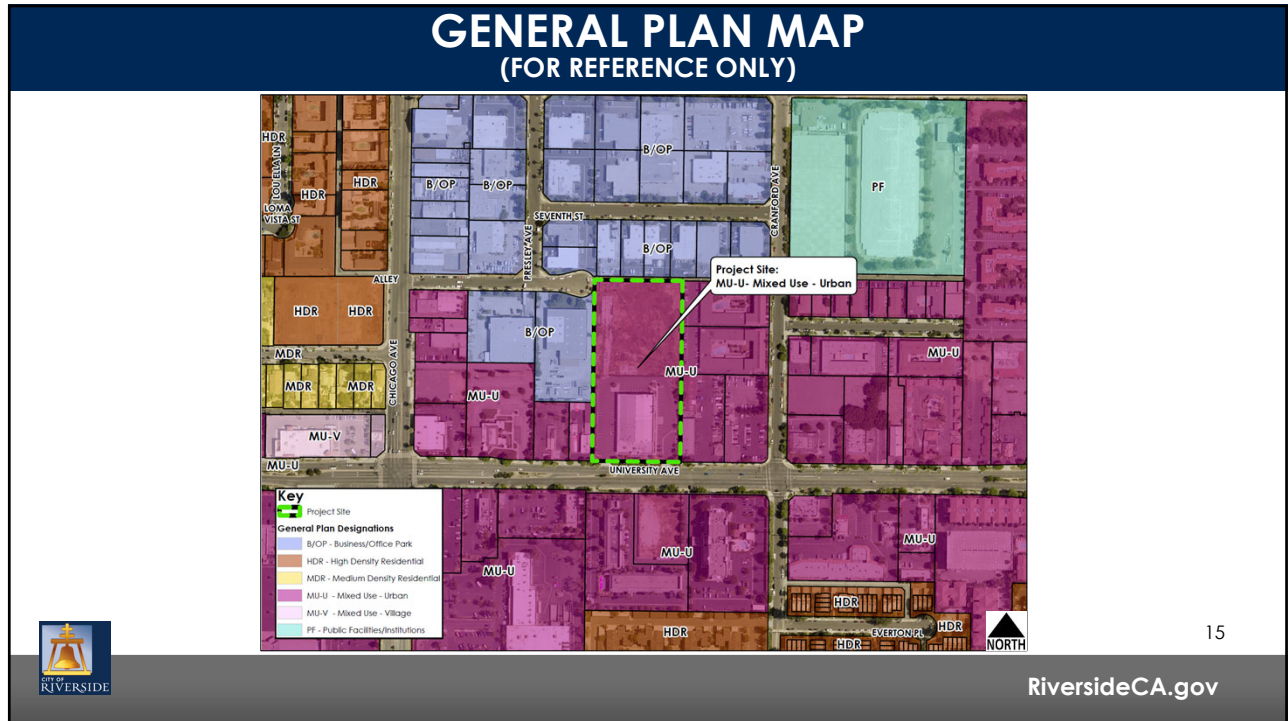 GENERAL PLAN MAP
(FOR REFERENCE ONLY)
HDR
LOU ELLA LN
HDR
HDR
LOMA
VISTA ST
B/OP
B/OP
B/OP
PRESLEY AVE
SEVENTH ST
B/OP
CRANFORD AVE
PF
ALLEY
Project Site:
MU-U- Mixed Use - Urban
HDR
HDR
B/OP
MDR
CHICAGO AVE
MU-U
MU-U
MDR
MDR
MU-U
MU-V
MU-U
UNIVERSITY AVE
Key
Project Site
General Plan Designations
B/OP - Business/Office Park
HDR - High Density Residential
MDR - Medium Density Residential
MU-U - Mixed Use - Urban
MU-V - Mixed Use - Village
PF - Public Facilities/Institutions
MU-U
MU-U
MU-U
HDR
HDR
EVERTON PL
HDR
HDR
NORTH
15
CITY OF
RIVERSIDE
RiversideCA.gov